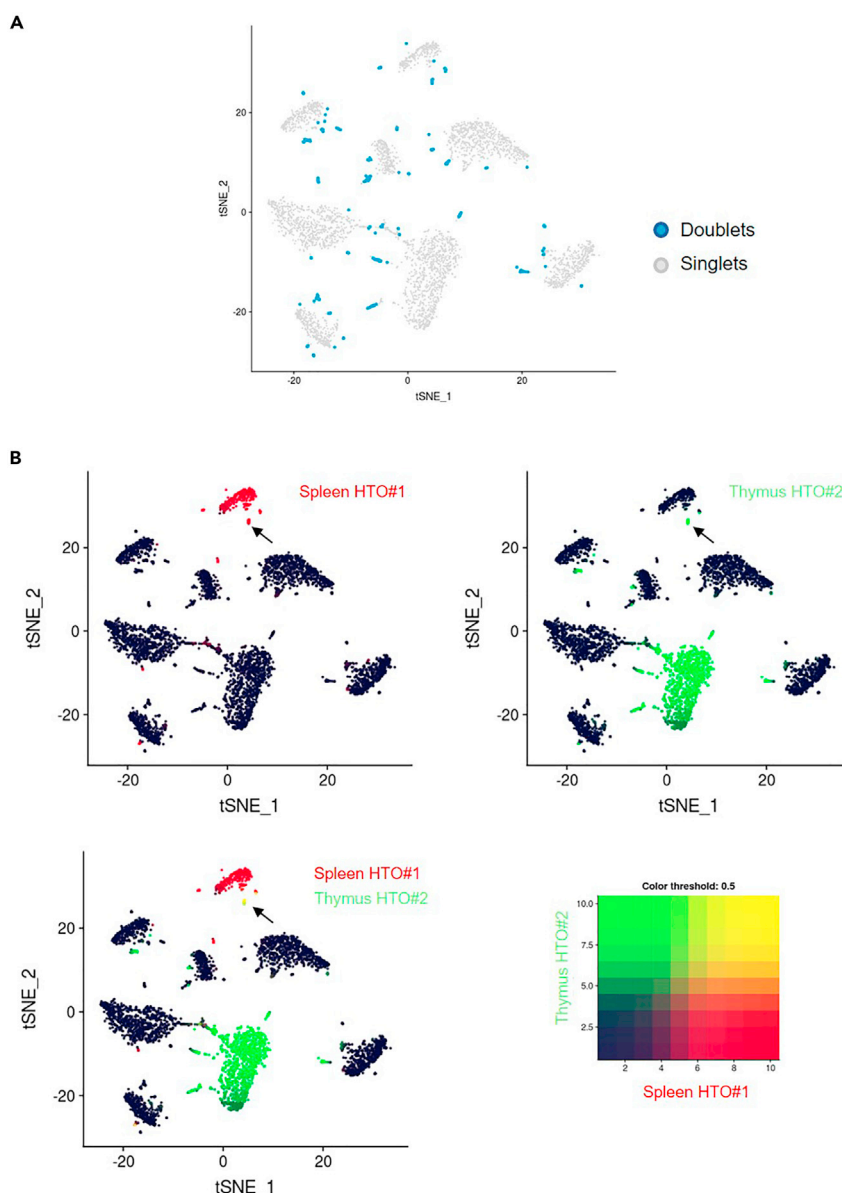 A
20
0
-20
tSNE_2
-20
0
20
tSNE_1
Doublets
Singlets
B
Spleen HTO#1
20
0
-20
tSNE_2
-20
0
20
tSNE_1
Thymus HTO#2
20
0
-20
tSNE_2
-20
0
20
tSNE_1
Spleen HTO#1
Thymus HTO#2
20
0
-20
tSNE_2
-20
0
20
tSNE_1
Color threshold: 0.5
10.0
7.5
5.0
2.5
Thymus HTO#2
2
4
6
8
10
Spleen HTO#1